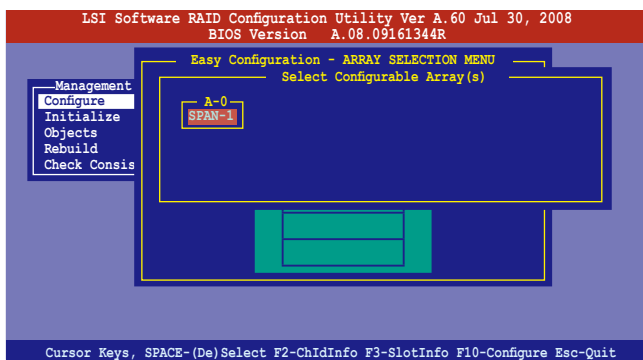 LSI Software RAID Configuration Utility Ver A.60 Jul 30, 2008
BIOS Version A.08.09161344R
Easy Configuration - ARRAY SELECTION MENU
Select Configurable Array(s)
Management
Configure
Initialize
Objects
Rebuild
Check Consis
A-0
SPAN-1
Cursor Keys, SPACE-(De)Select F2-ChIdInfo F3-SlotInfo F10-Configure Esc-Quit